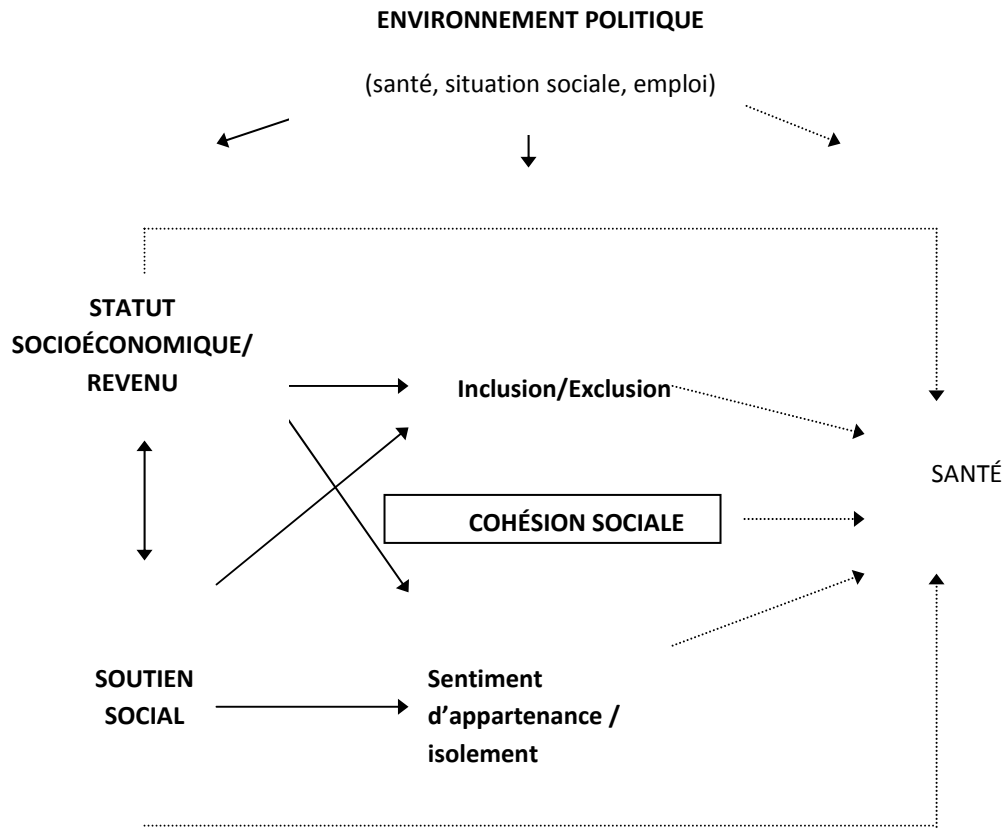 ENVIRONNEMENT POLITIQUE
(santé, situation sociale, emploi)
STATUT
SOCIOÉCONOMIQUE/
REVENU
Inclusion/Exclusion
SANTÉ
COHÉSION SOCIALE
SOUTIEN
SOCIAL
Sentiment
d’appartenance /
isolement